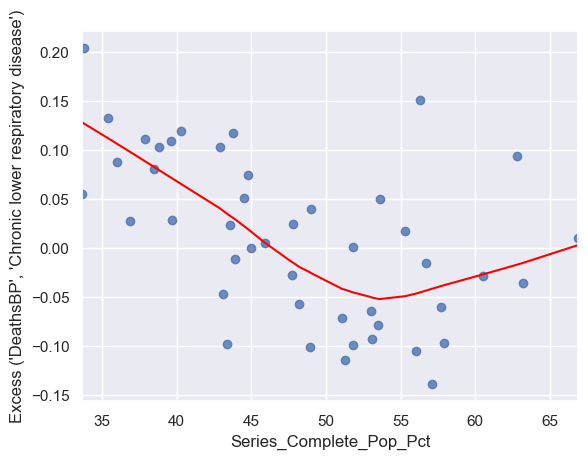 Excess ('DeathsBP', 'Chronic lower respiratory disease')
0.20
0.15
0.10
0.05
0.00
−0.05
−0.10
−0.15
35 40 45 50 55 60 65
Series_Complete_Pop_Pct